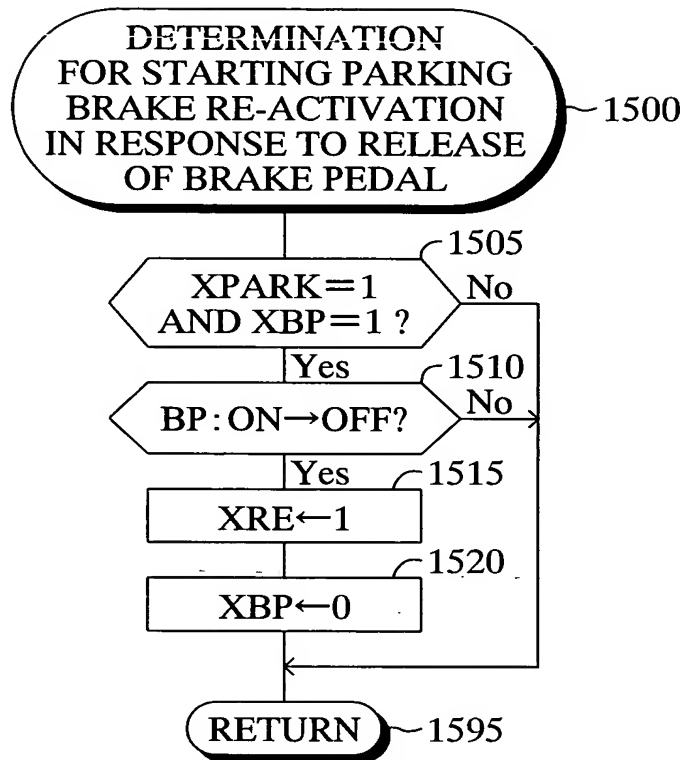 DETERMINATION
FOR STARTING PARKING
BRAKE RE-ACTIVATION
IN RESPONSE TO RELEASE
OF BRAKE PEDAL
1500
1505
XPARK=1
AND XBP=1 ?
No
Yes
1510
BP:ON→OFF?
No
Yes
1515
XRE←1
1520
XBP←0
RETURN
1595